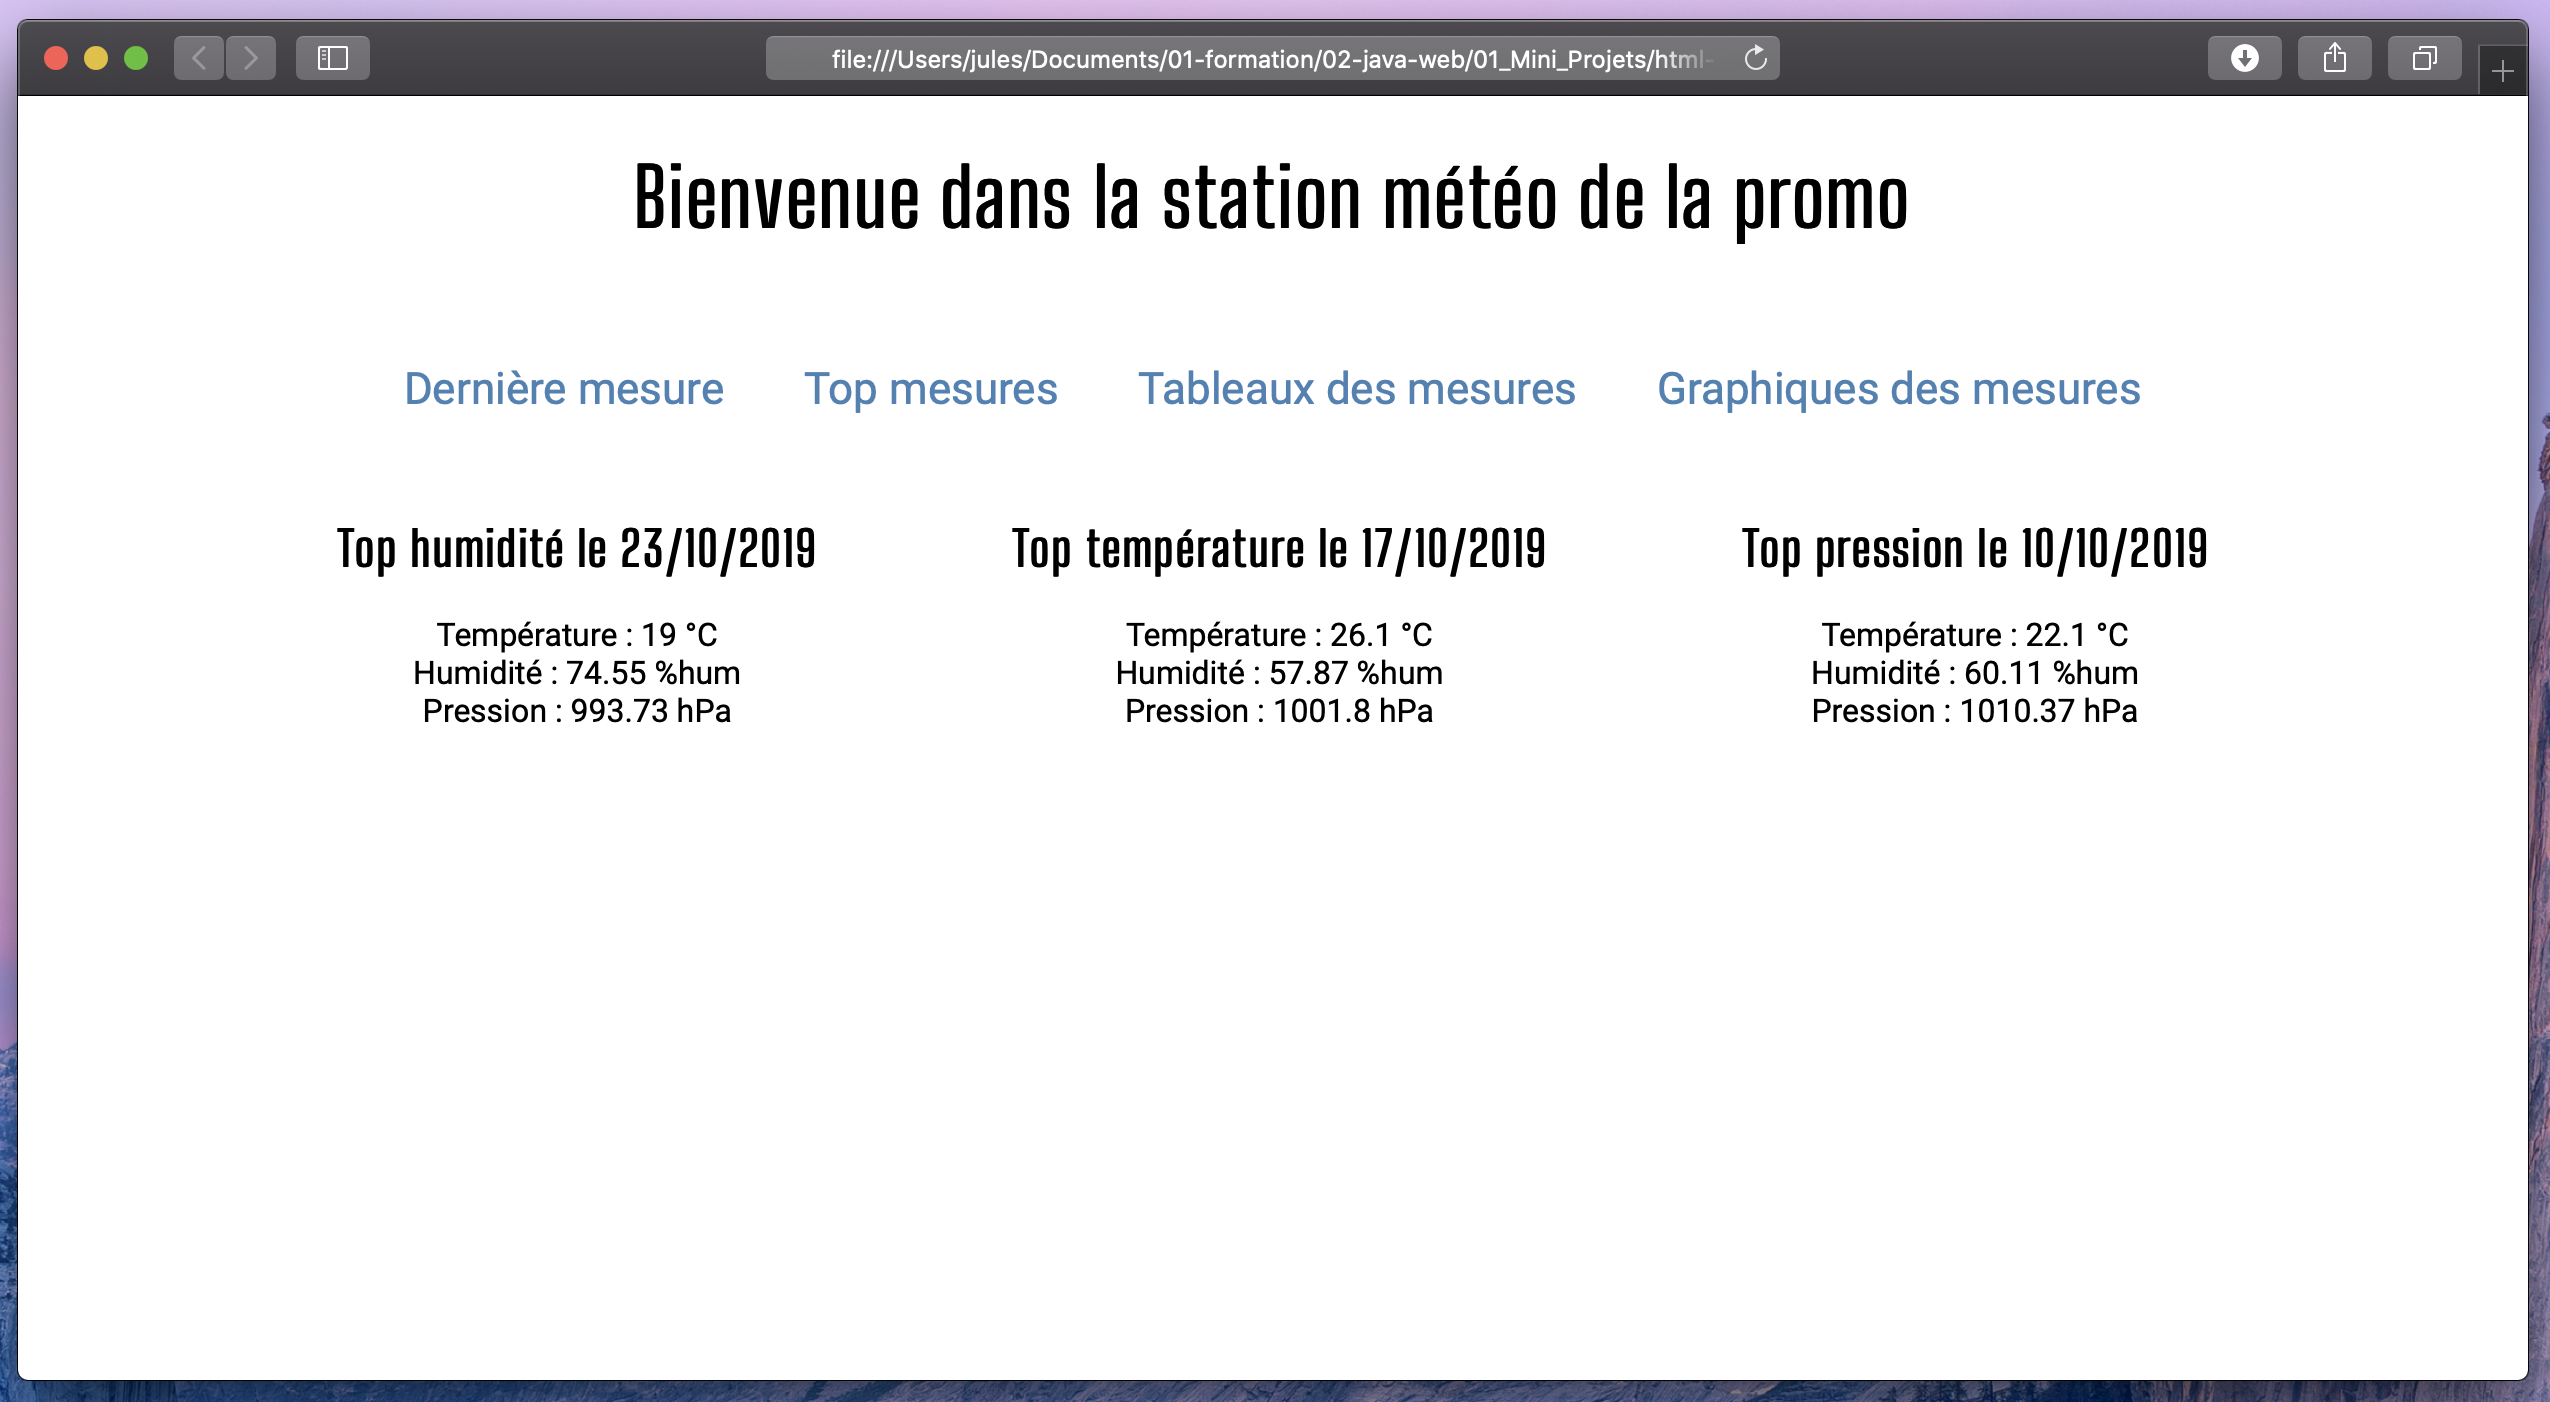 file:///Users/jules/Documents/01-formation/02-java-web/01_Mini_Projets/html-
Bienvenue dans la station météo de la promo
Dernière mesure Top mesures Tableaux des mesures Graphiques des mesures
Top humidité le 23/10/2019
Température : 19 °C
Humidité : 74.55 %hum
Pression : 993.73 hPa
Top température le 17/10/2019
Température : 26.1 °C
Humidité : 57.87 %hum
Pression : 1001.8 hPa
Top pression le 10/10/2019
Température : 22.1 °C
Humidité : 60.11 %hum
Pression : 1010.37 hPa